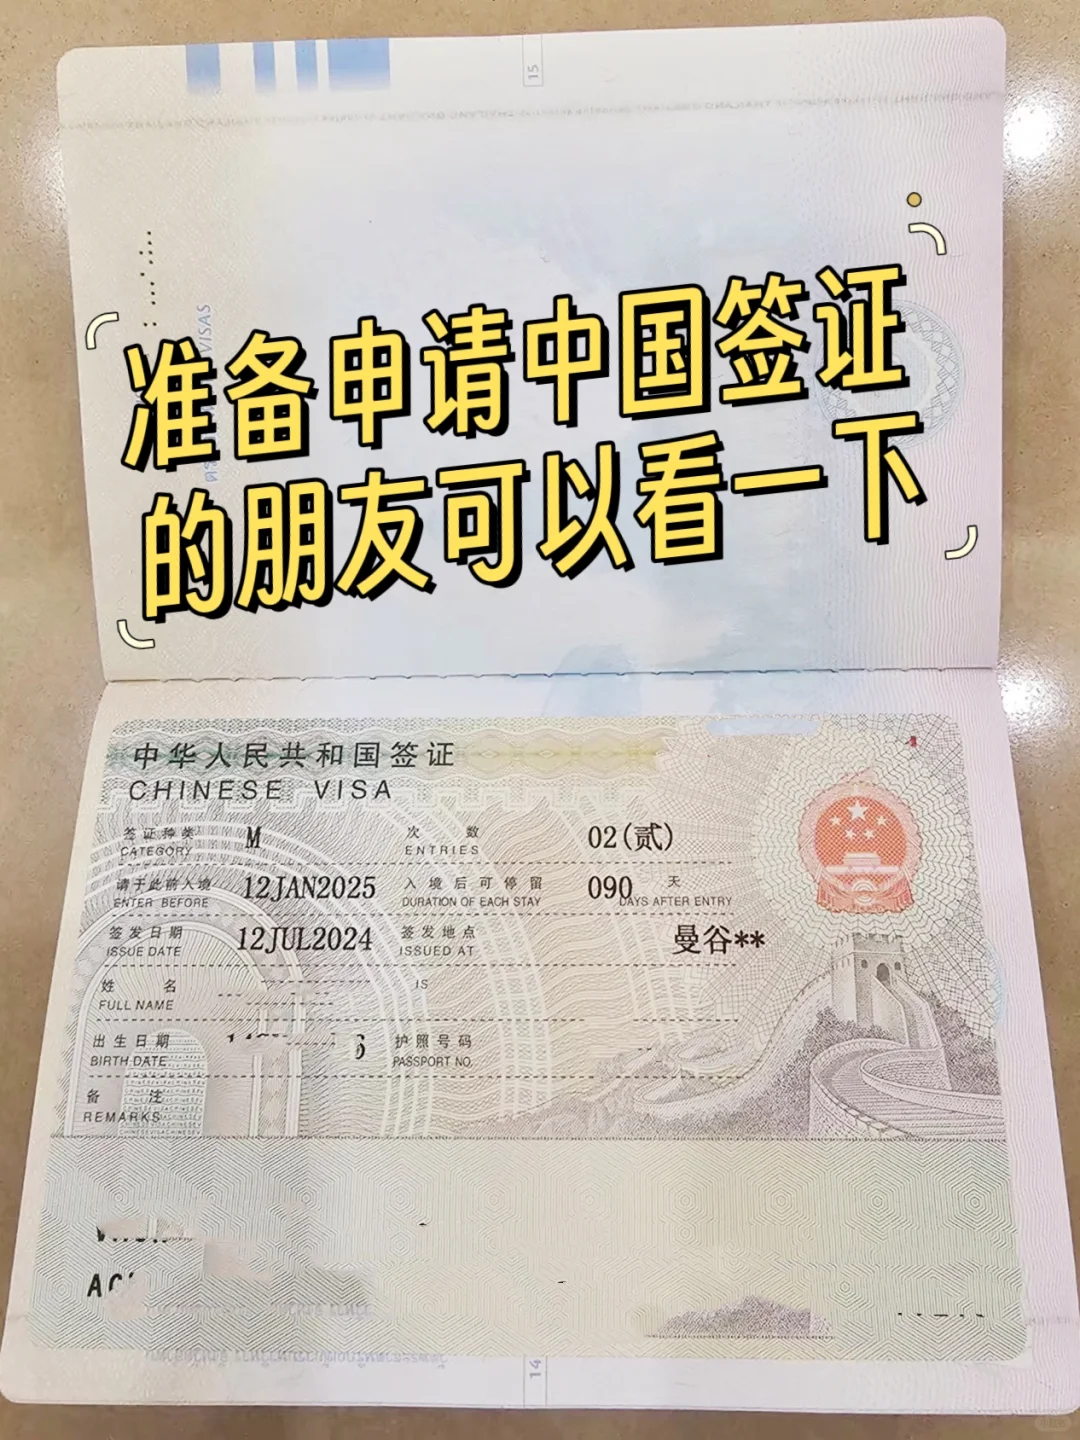 15
VISAS
准备申请中国签证
的朋友可以看一下
中华人民共和国签证
CHINESE VISA
签证种类 M 次数 02(贰)
CATEGORY ENTRIES
请于此前入境 12JAN2025 入境后可停留 090 天
ENTER BEFORE DURATION OF EACH STAY DAYS AFTER ENTRY
签发日期 12JUL2024 签发地点 曼谷**
ISSUE DATE ISSUED AT
姓名 IS
FULL NAME
出生日期 6 护照号码
BIRTH DATE PASSPORT NO.
备注
REMARKS
14